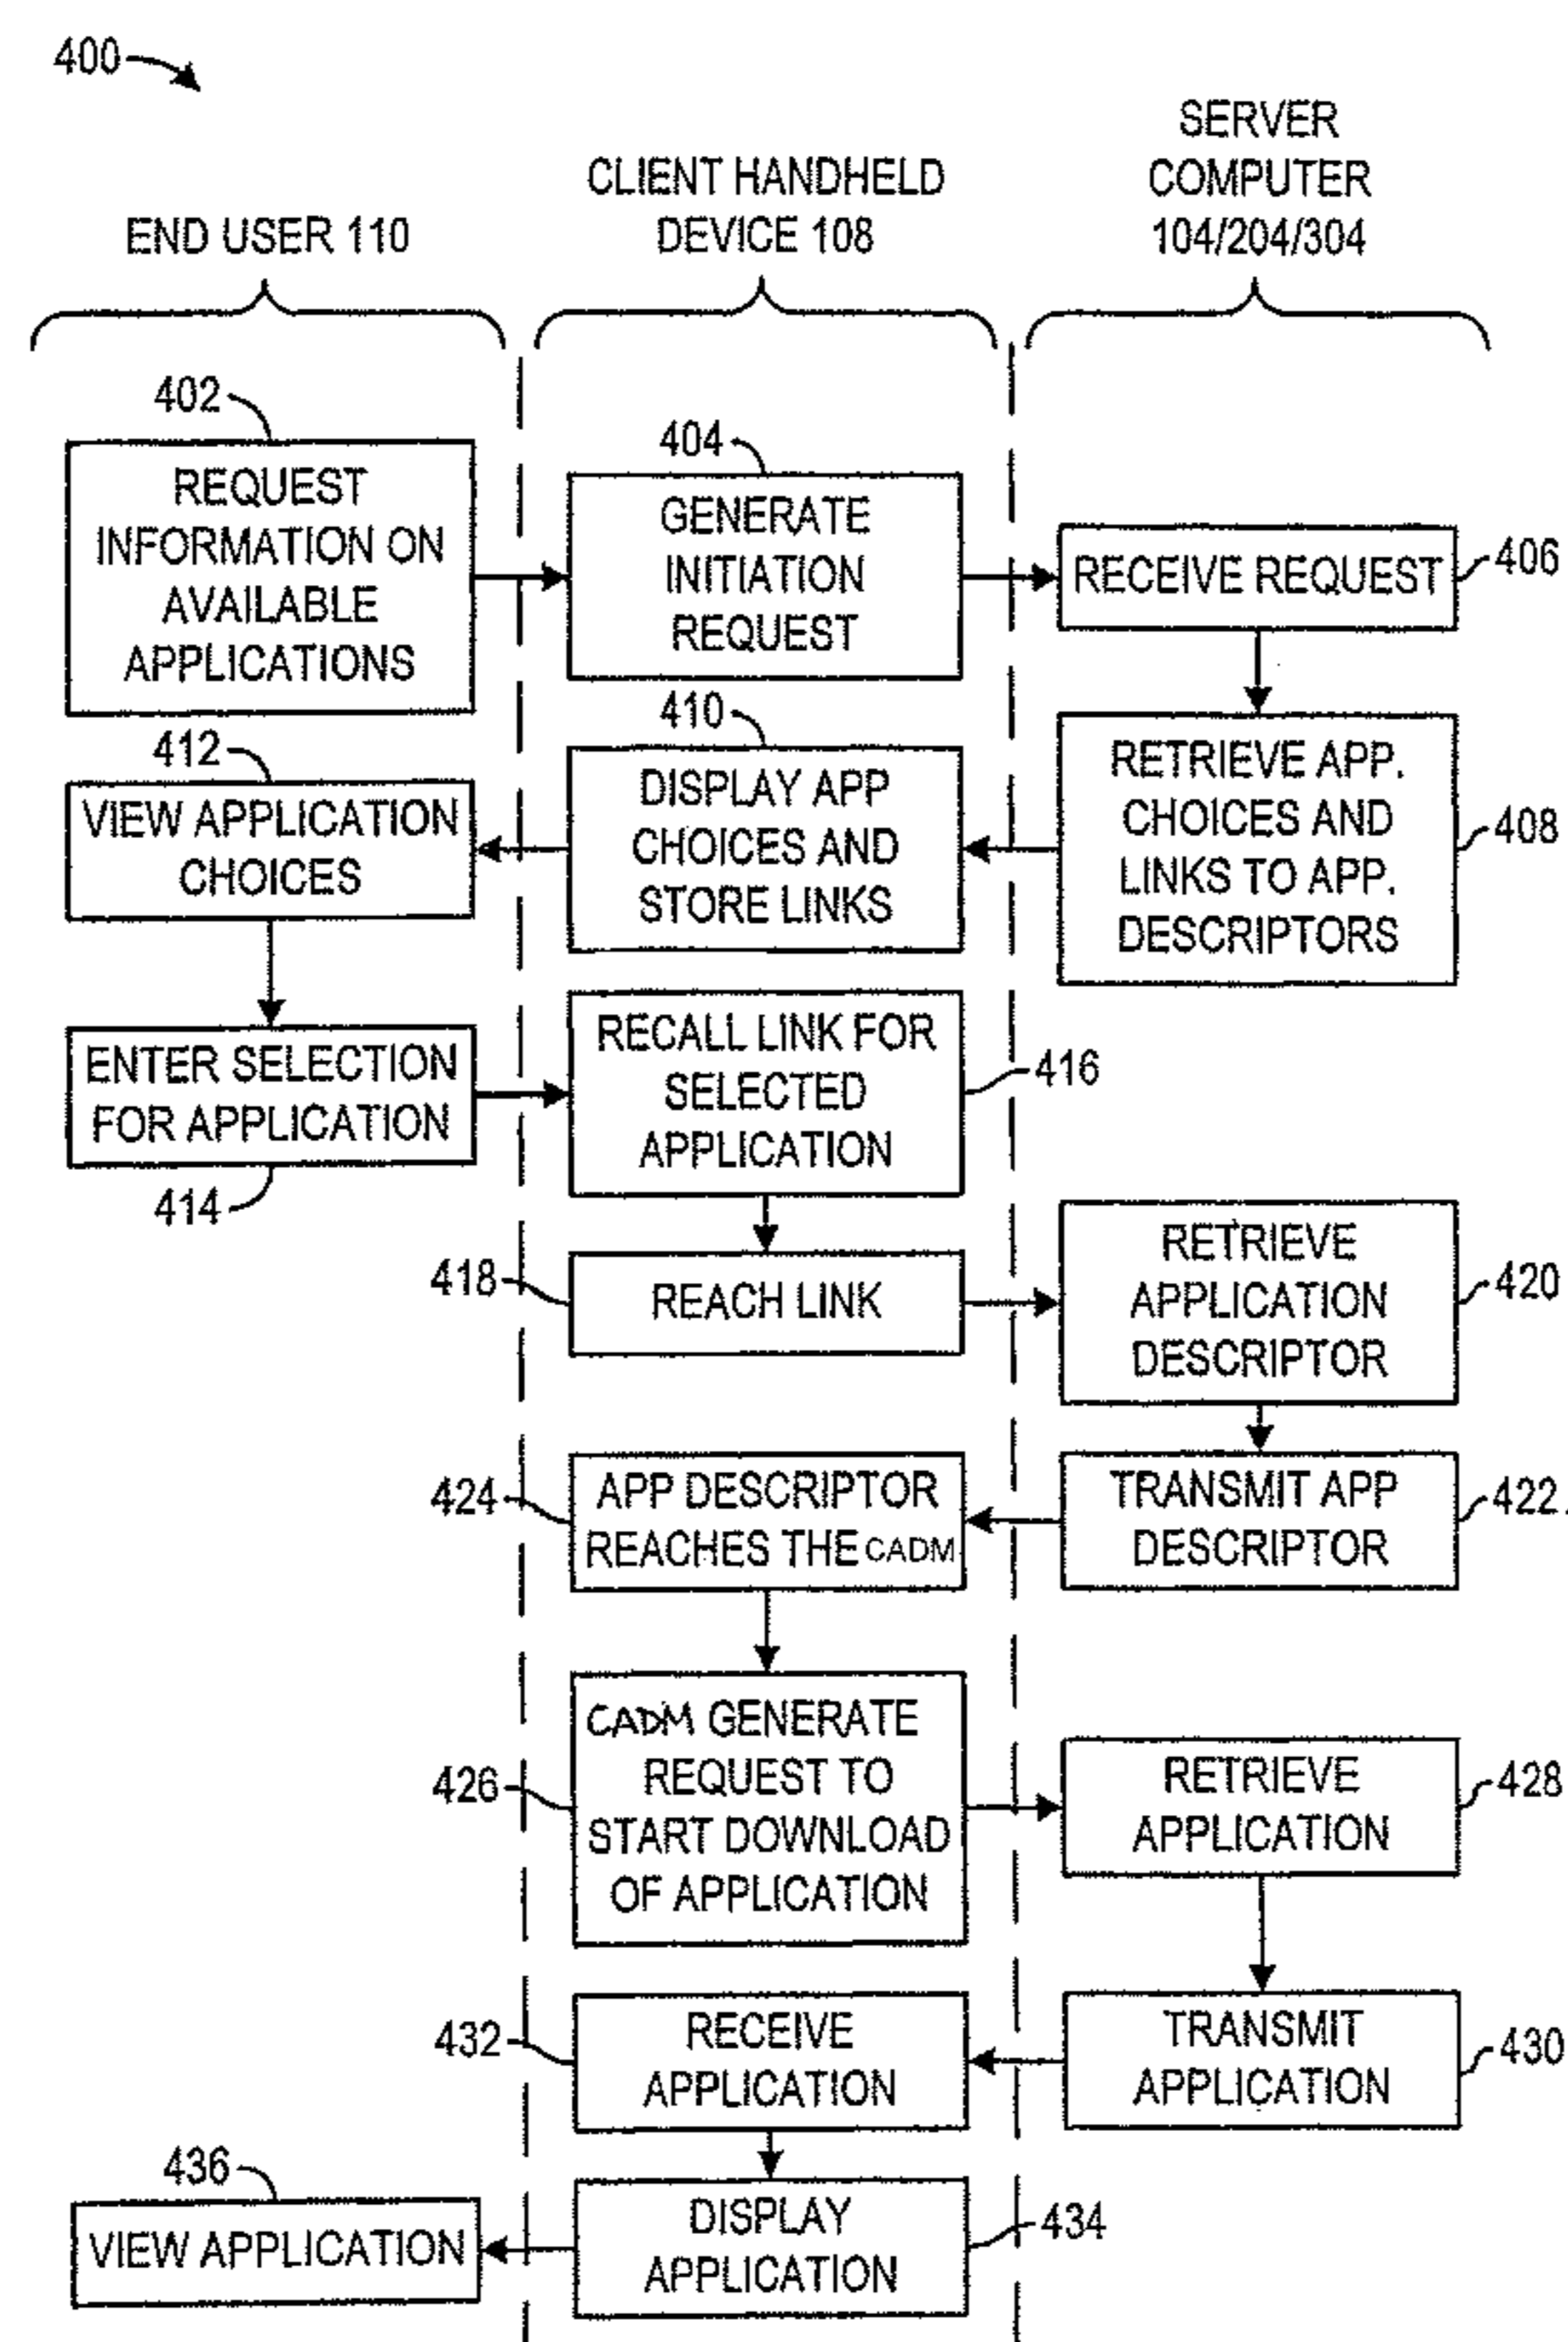 400
END USER 110
CLIENT HANDHELD
DEVICE 108
SERVER
COMPUTER
104/204/304
402
REQUEST
INFORMATION ON
AVAILABLE
APPLICATIONS
404
GENERATE
INITIATION
REQUEST
RECEIVE REQUEST
406
RETRIEVE APP.
CHOICES AND
LINKS TO APP.
DESCRIPTORS
408
410
DISPLAY APP
CHOICES AND
STORE LINKS
412
VIEW APPLICATION
CHOICES
ENTER SELECTION
FOR APPLICATION
414
RECALL LINK FOR
SELECTED
APPLICATION
416
418
REACH LINK
RETRIEVE
APPLICATION
DESCRIPTOR
420
TRANSMIT APP
DESCRIPTOR
422
424
APP DESCRIPTOR
REACHES THE CADM
426
CADM GENERATE
REQUEST TO
START DOWNLOAD
OF APPLICATION
RETRIEVE
APPLICATION
428
TRANSMIT
APPLICATION
430
432
RECEIVE
APPLICATION
DISPLAY
APPLICATION
434
436
VIEW APPLICATION